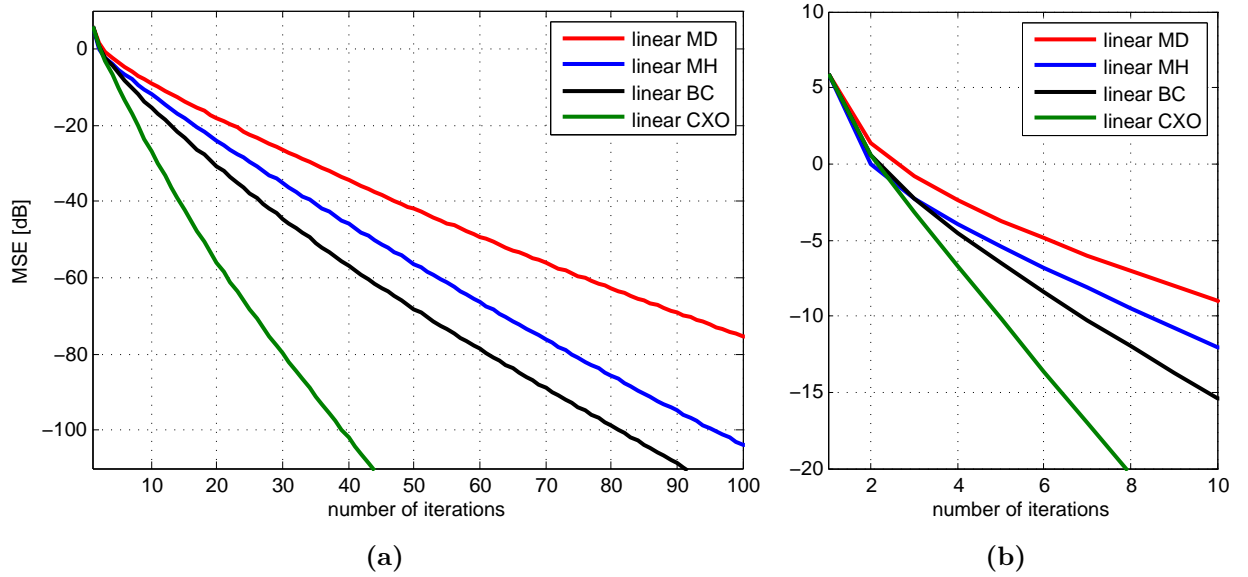 0
−20
−40
−60
−80
−100
MSE [dB]
10 20 30 40 50 60 70 80 90 100
number of iterations
linear MD
linear MH
linear BC
linear CXO
(a)
10
5
0
−5
−10
−15
−20
2 4 6 8 10
number of iterations
linear MD
linear MH
linear BC
linear CXO
(b)